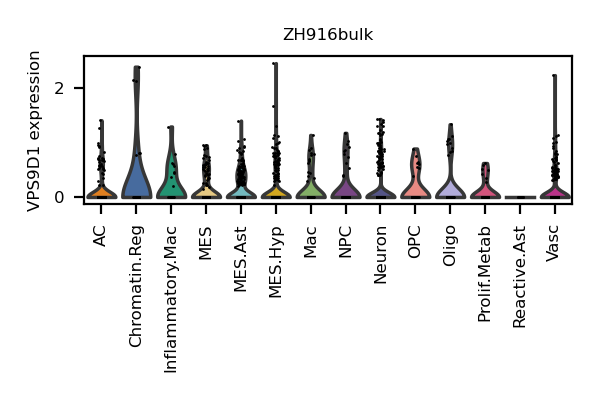 ZH916bulk
VPS9D1 expression
2
0
AC
Chromatin.Reg
Inflammatory.Mac
MES
MES.Ast
MES.Hyp
Mac
NPC
Neuron
OPC
Oligo
Prolif.Metab
Reactive.Ast
Vasc